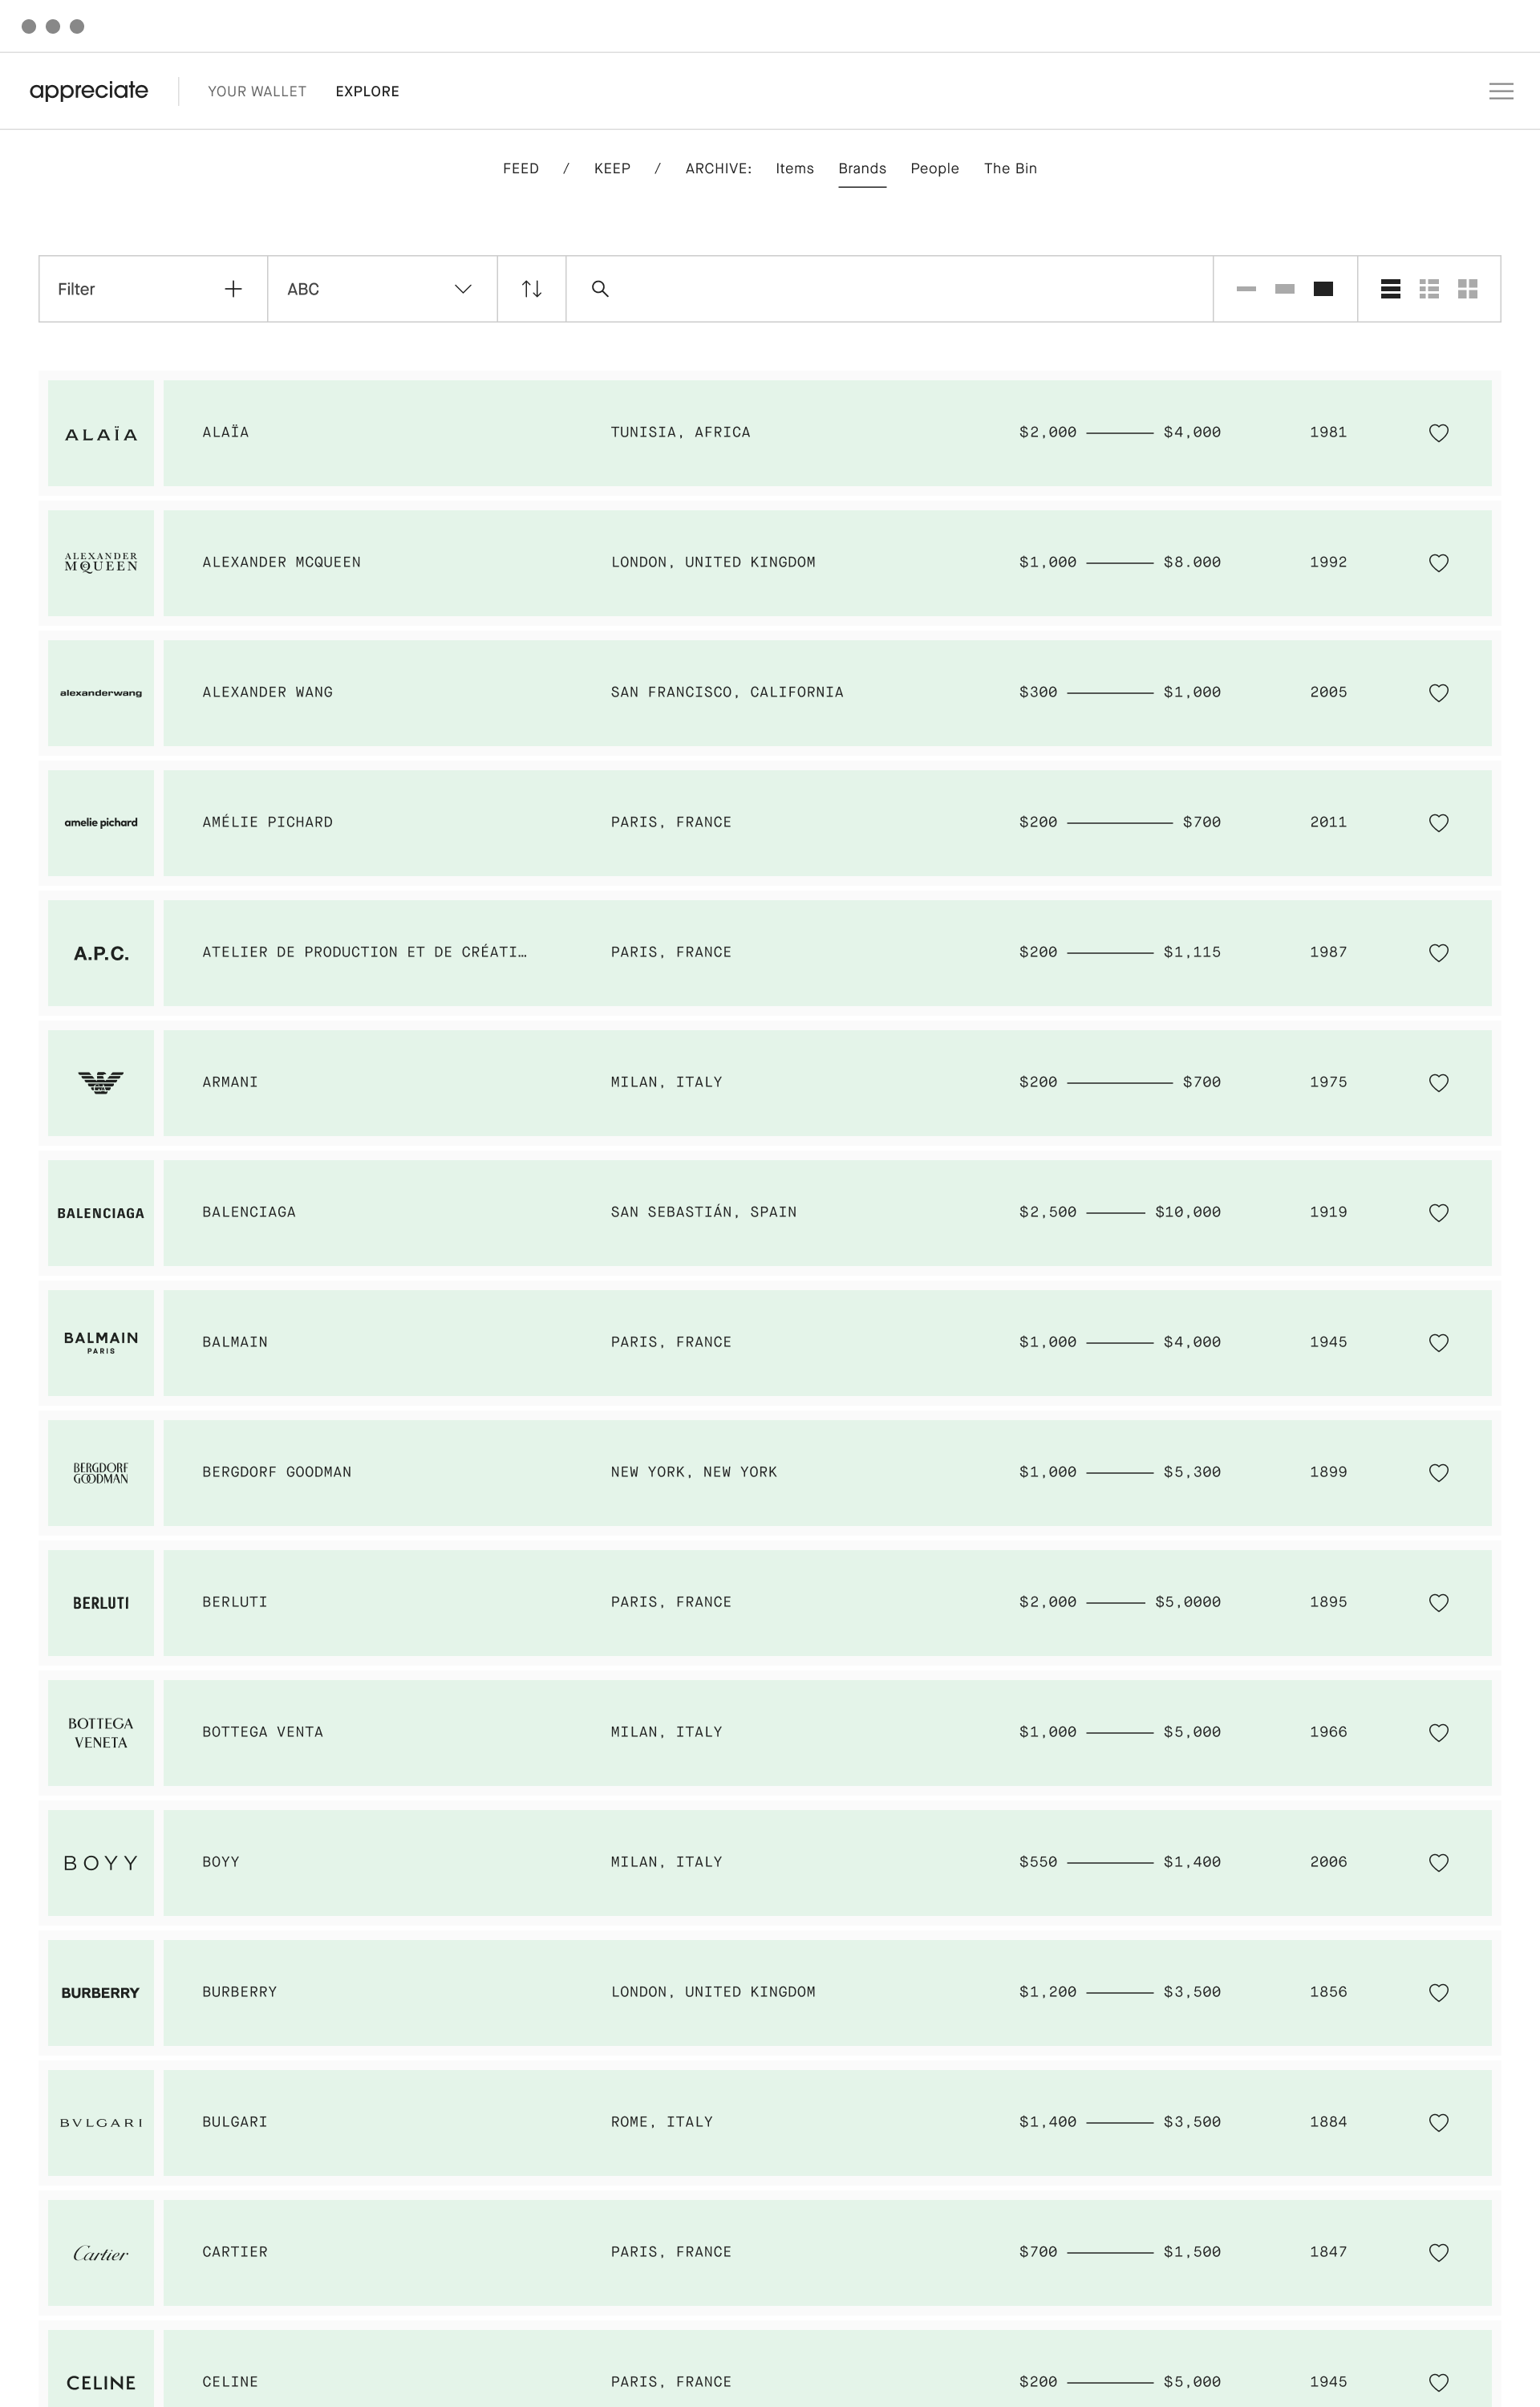 appreciate YOUR WALLET EXPLORE
FEED / KEEP / ARCHIVE: Items Brands People The Bin
Filter ABC
ALAÏA ALAÏA TUNISIA, AFRICA $2,000 $4,000 1981
ALEXANDER
MQUEEN ALEXANDER MCQUEEN LONDON, UNITED KINGDOM $1,000 $8.000 1992
alexanderwang ALEXANDER WANG SAN FRANCISCO, CALIFORNIA $300 $1,000 2005
amelie pichard AMÉLIE PICHARD PARIS, FRANCE $200 $700 2011
A.P.C. ATELIER DE PRODUCTION ET DE CRÉATI… PARIS, FRANCE $200 $1,115 1987
ARMANI MILAN, ITALY $200 $700 1975
BALENCIAGA BALENCIAGA SAN SEBASTIÁN, SPAIN $2,500 $10,000 1919
BALMAIN
PARIS BALMAIN PARIS, FRANCE $1,000 $4,000 1945
BERGDORF
GOODMAN BERGDORF GOODMAN NEW YORK, NEW YORK $1,000 $5,300 1899
BERLUTI BERLUTI PARIS, FRANCE $2,000 $5,0000 1895
BOTTEGA
VENETA BOTTEGA VENTA MILAN, ITALY $1,000 $5,000 1966
BOYY BOYY MILAN, ITALY $550 $1,400 2006
BURBERRY BURBERRY LONDON, UNITED KINGDOM $1,200 $3,500 1856
BVLGARI BULGARI ROME, ITALY $1,400 $3,500 1884
Cartier CARTIER PARIS, FRANCE $700 $1,500 1847
CELINE CELINE PARIS, FRANCE $200 $5,000 1945